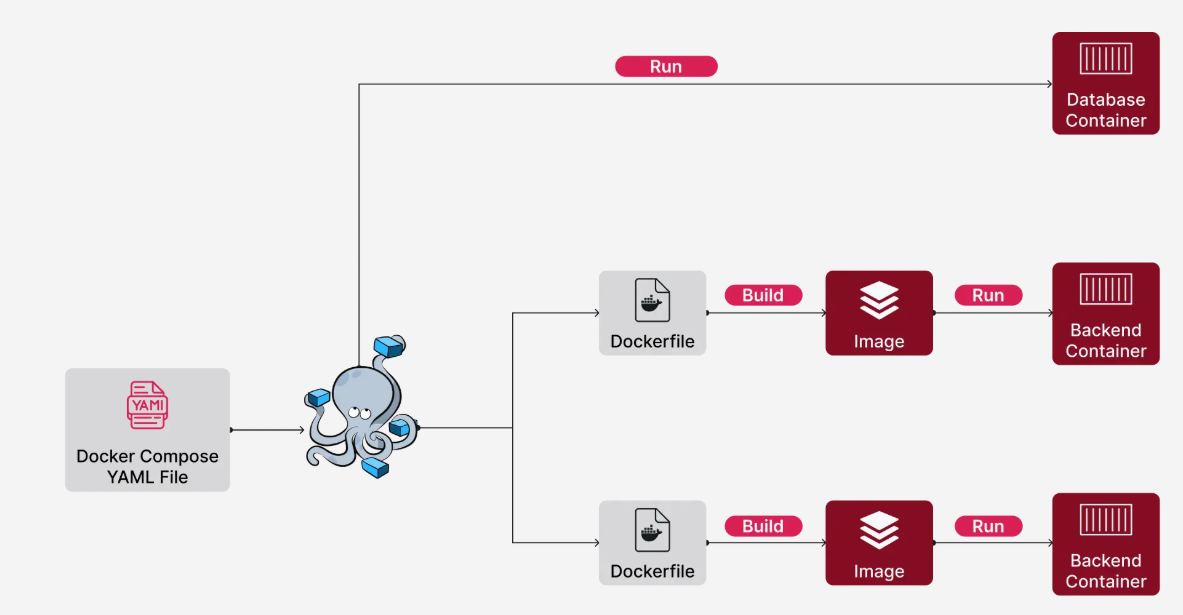 Run
Database
Container
Dockerfile
Build
Image
Run
Backend
Container
YAMl
Docker Compose
YAML File
Dockerfile
Build
Image
Run
Backend
Container